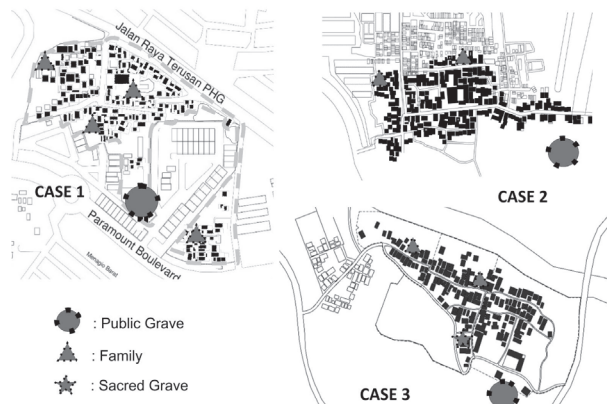 Jalan Raya Terusan PHG
CASE 1
Paramount Boulevard
CASE 2
CASE 3
: Public Grave
: Family
: Sacred Grave